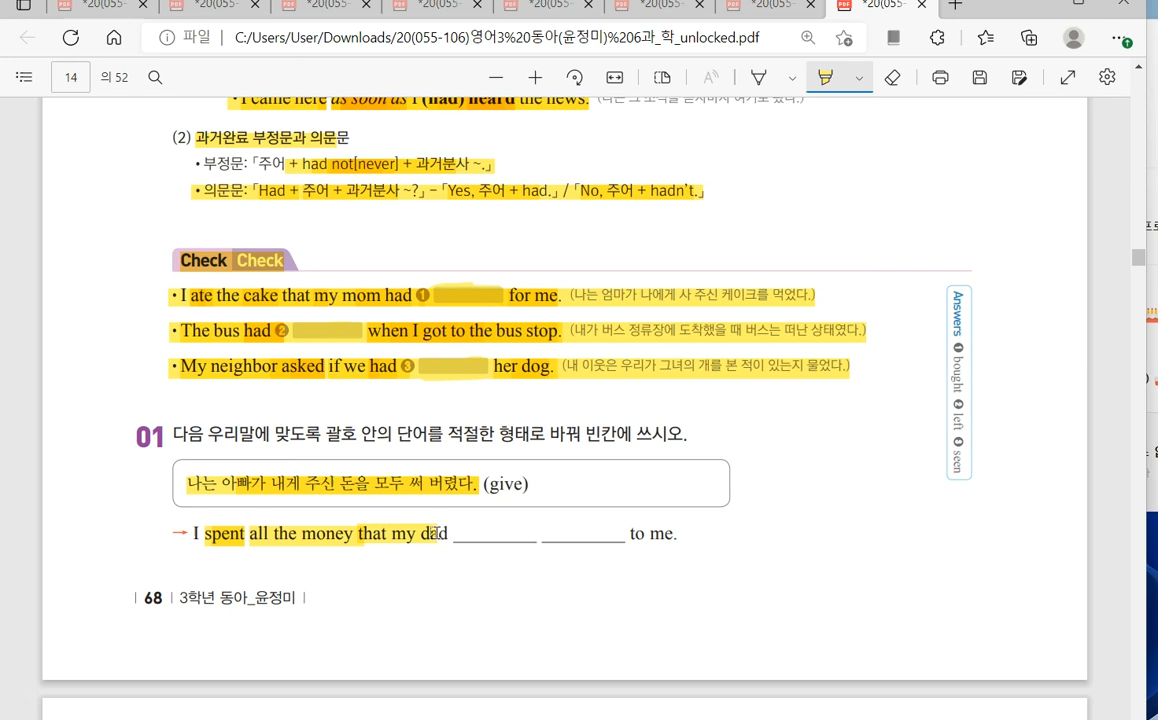 *20(055- *20(055- *20(055- *20(055- *20(055- *20(055- *20(055- *20(055-
파일 | C:/Users/User/Downloads/20(055-106)영어3%20동아(윤정미)%206과_학_unlocked.pdf
14 의 52
• I came here as soon as I (had) heard the news.
(2) 과거완료 부정문과 의문문
• 부정문: 「주어 + had not[never] + 과거분사 ~.」
• 의문문: 「Had + 주어 + 과거분사 ~?」 – 「Yes, 주어 + had.」 / 「No, 주어 + hadn't.」
Check Check
• I ate the cake that my mom had ❶ for me. (나는 엄마가 나에게 사 주신 케이크를 먹었다.)
• The bus had ❷ when I got to the bus stop. (내가 버스 정류장에 도착했을 때 버스는 떠난 상태였다.)
• My neighbor asked if we had ❸ her dog. (내 이웃은 우리가 그녀의 개를 본 적이 있는지 물었다.)
Answers ❶ bought ❷ left ❸ seen
01 다음 우리말에 맞도록 괄호 안의 단어를 적절한 형태로 바꿔 빈칸에 쓰시오.
나는 아빠가 내게 주신 돈을 모두 써 버렸다. (give)
→ I spent all the money that my dad ________ ________ to me.
| 68 | 3학년 동아_윤정미 |